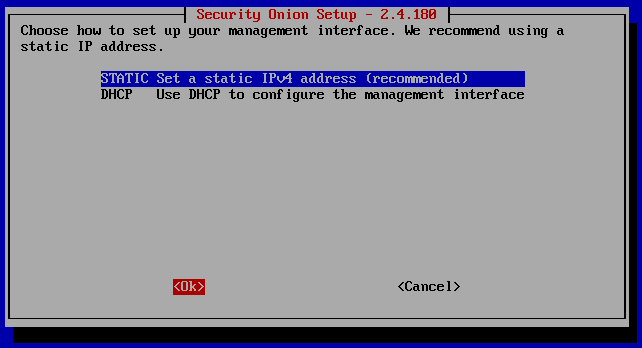 Security Onion Setup - 2.4.180
Choose how to set up your management interface. We recommend using a
static IP address.
STATIC Set a static IPv4 address (recommended)
DHCP   Use DHCP to configure the management interface
<Ok>
<Cancel>